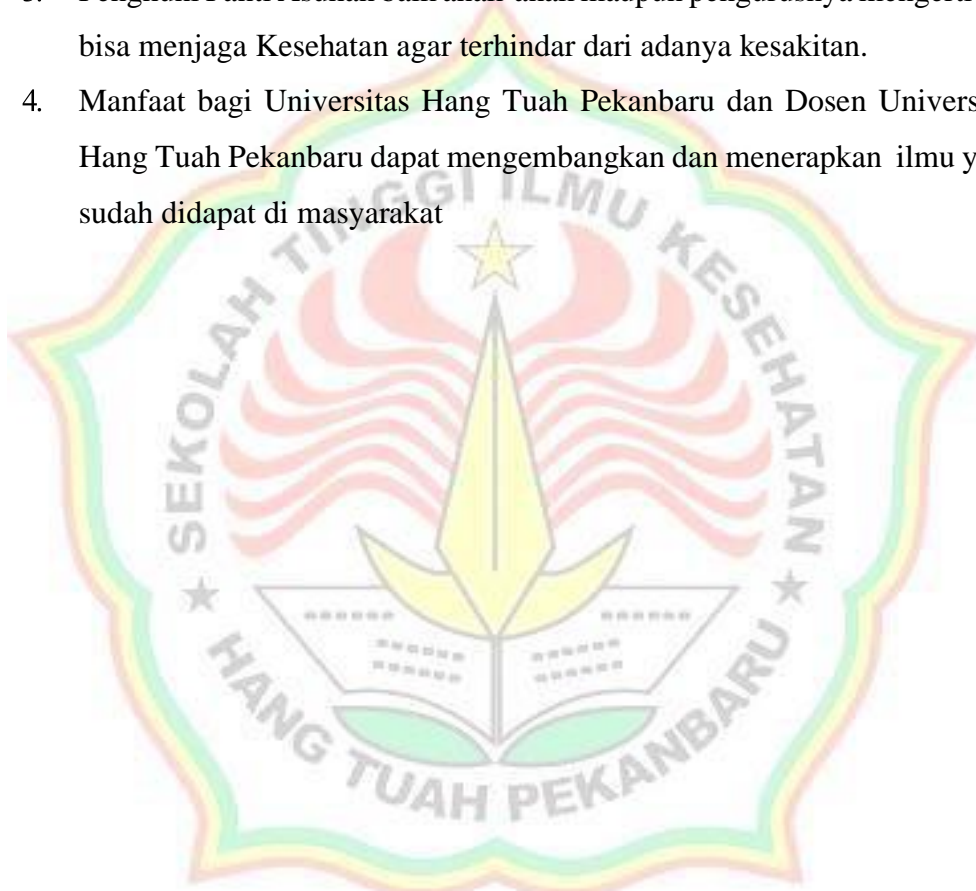 bisa menjaga Kesehatan agar terhindar dari adanya kesakitan.
4. Manfaat bagi Universitas Hang Tuah Pekanbaru dan Dosen
Hang Tuah Pekanbaru dapat mengembangkan dan menerapkan ilmu
sudah didapat di masyarakat
SEKOLAH TINGGI ILMU KESEHATAN
HANG TUAH PEKANBARU